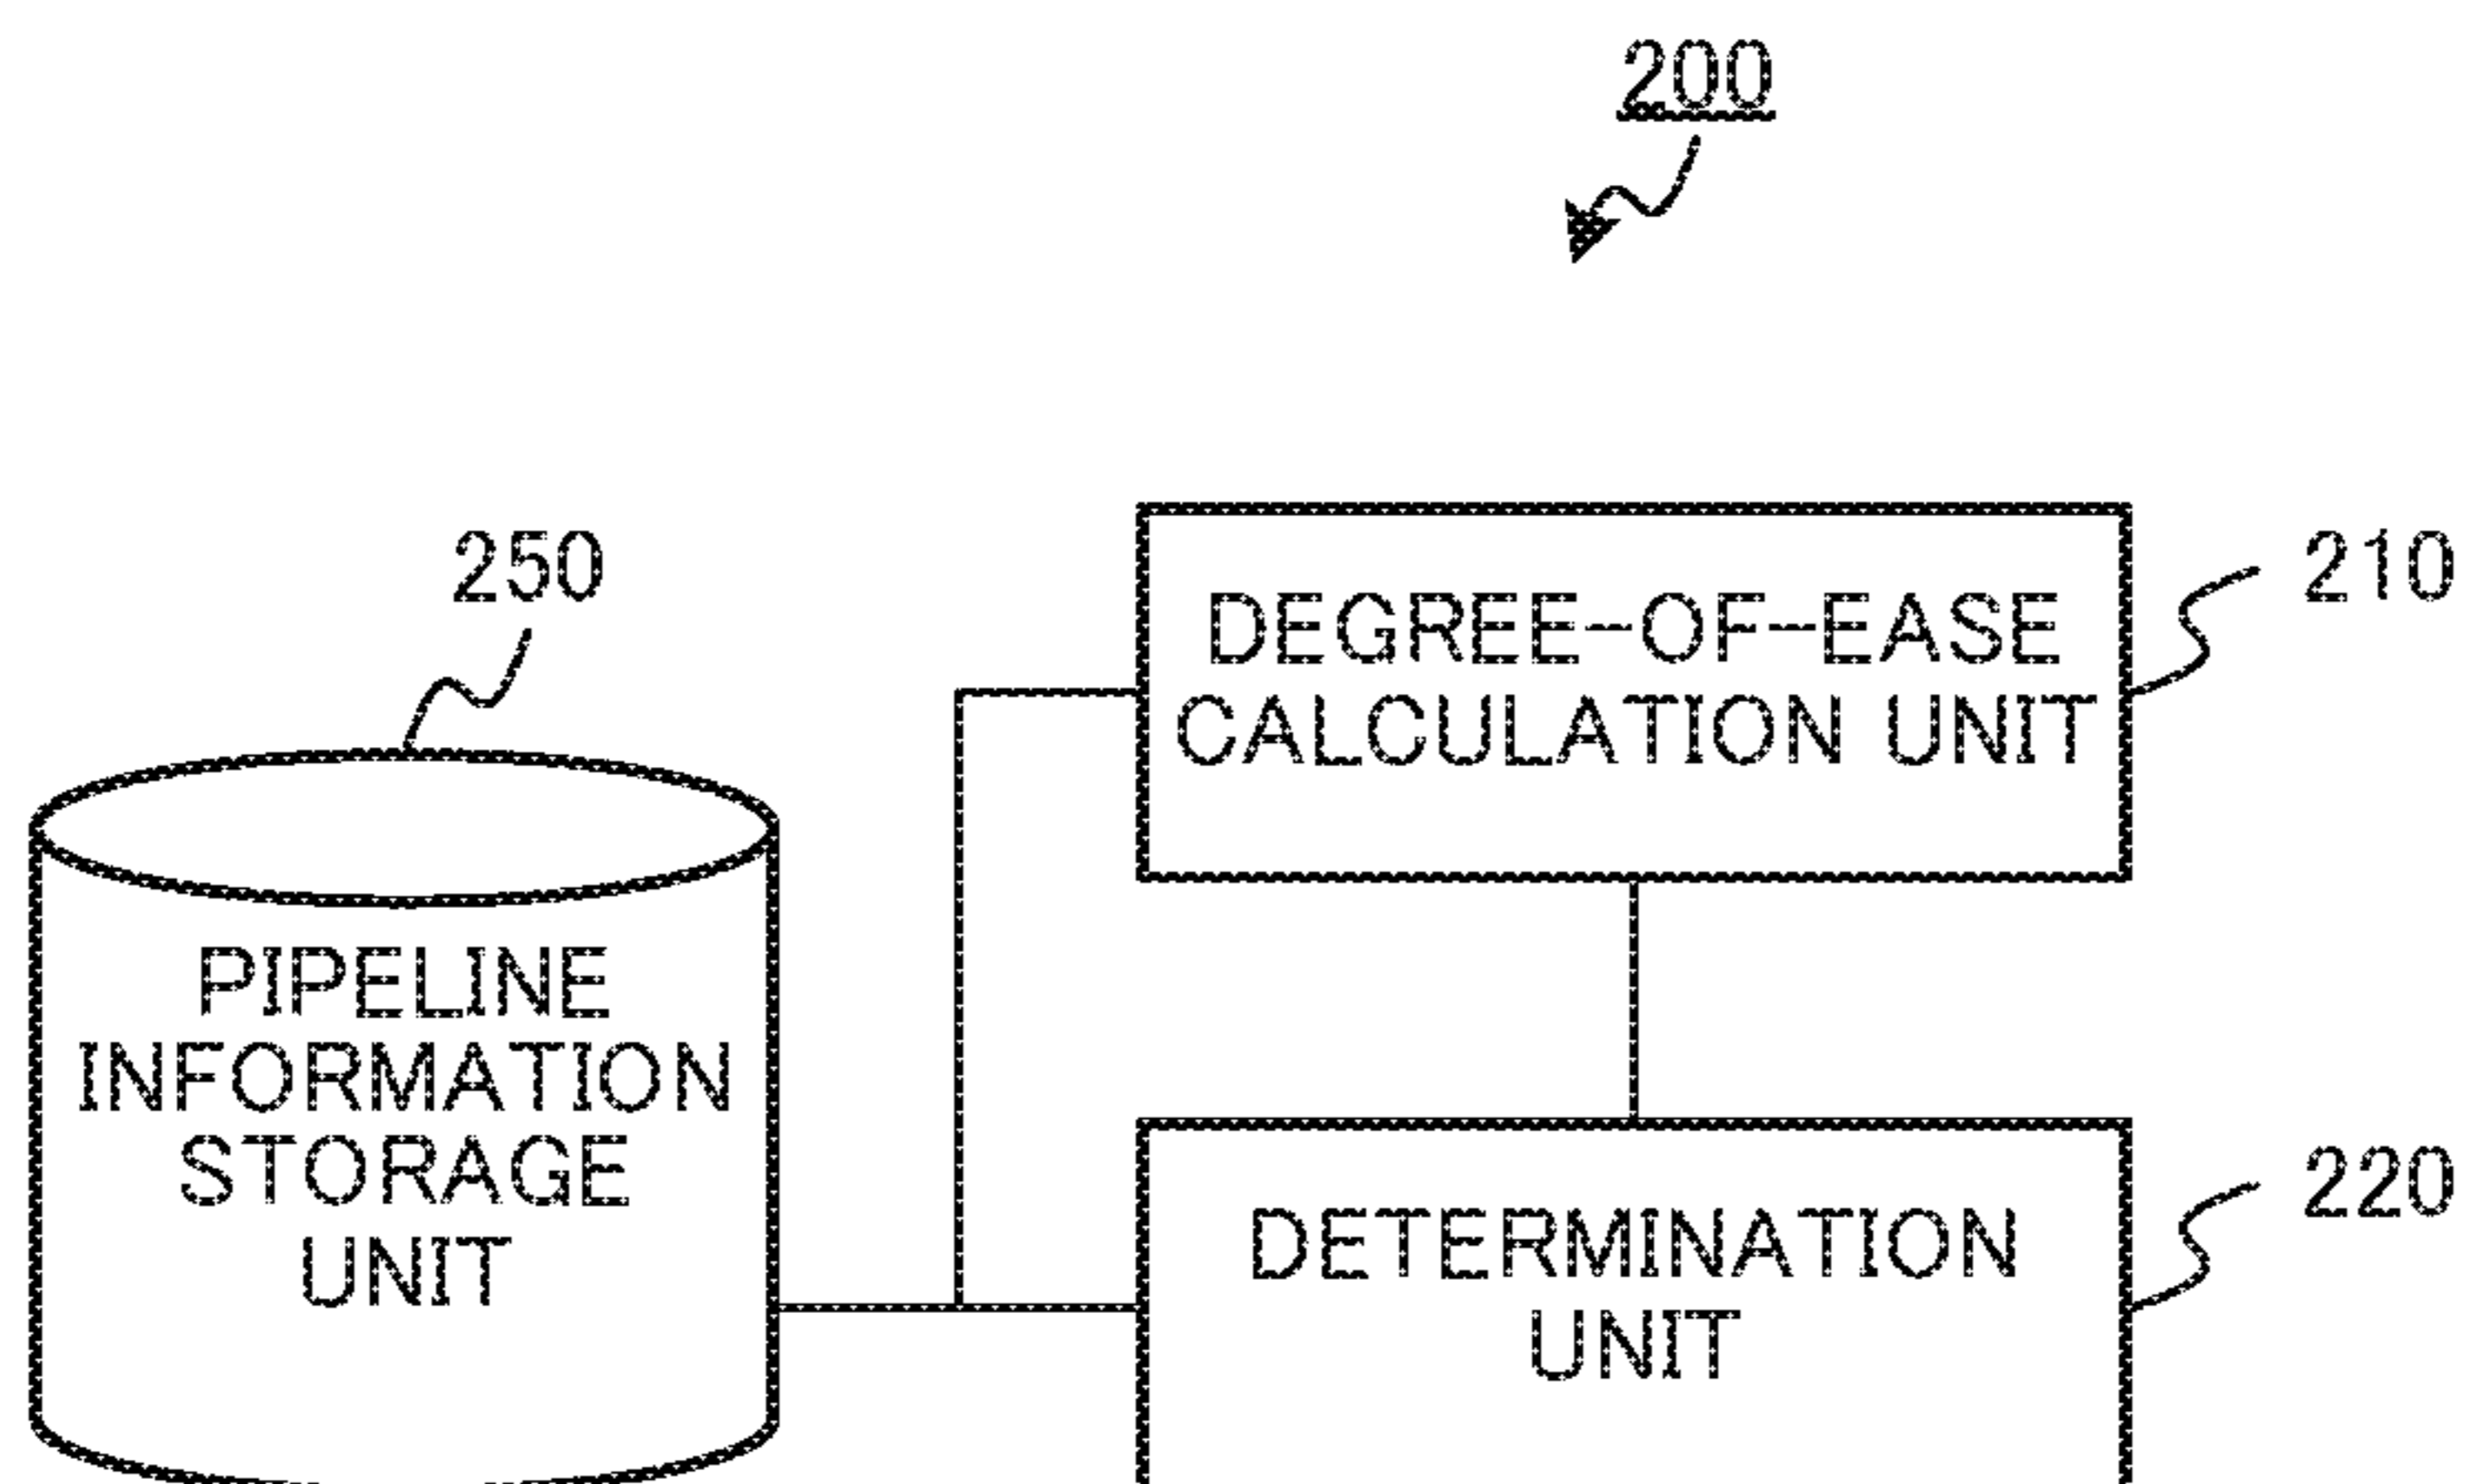 200
250
210
DEGREE-OF-EASE
CALCULATION UNIT
PIPELINE
INFORMATION
STORAGE
UNIT
220
DETERMINATION
UNIT